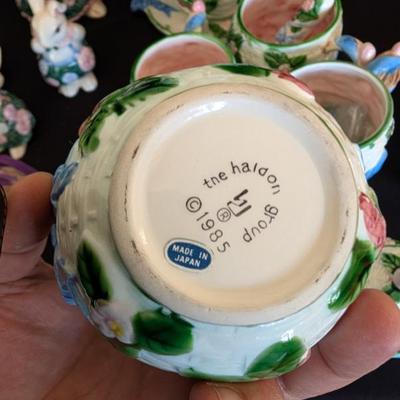 the haldon group
®
© 1985
MADE IN
JAPAN